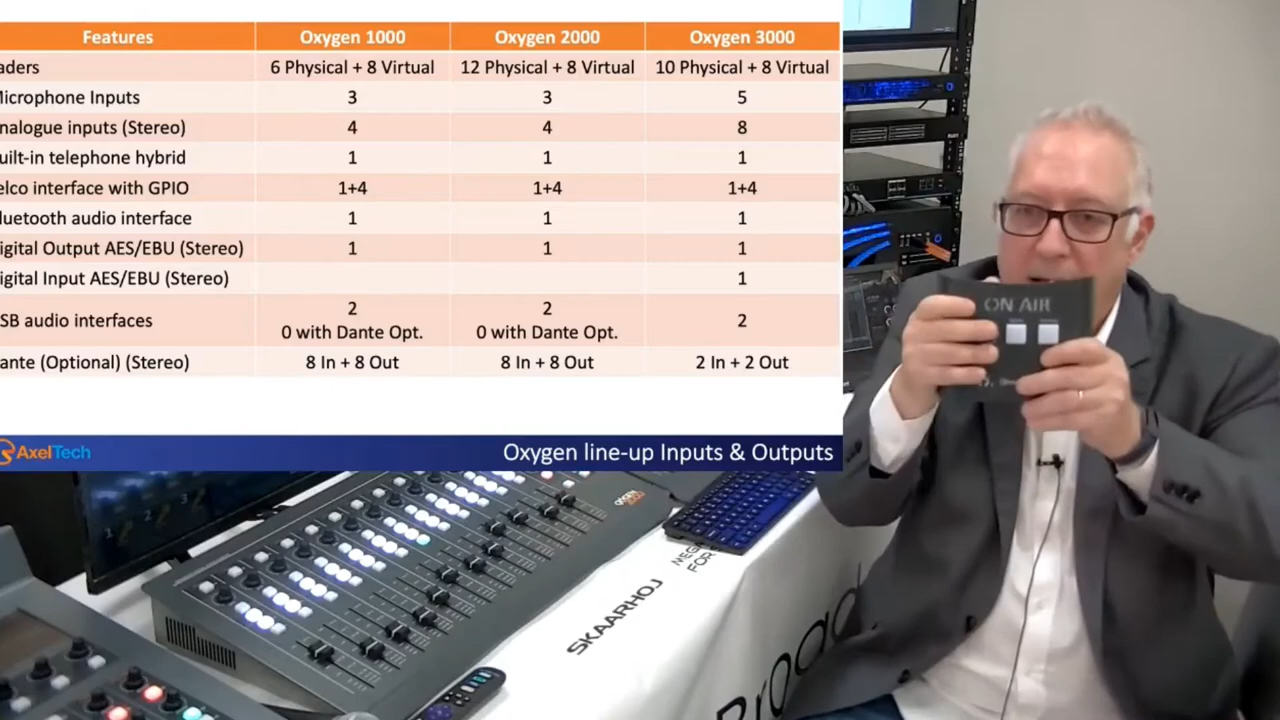 Features Oxygen 1000 Oxygen 2000 Oxygen 3000
aders 6 Physical + 8 Virtual 12 Physical + 8 Virtual 10 Physical + 8 Virtual
licrophone Inputs 3 3 5
nalogue inputs (Stereo) 4 4 8
uilt-in telephone hybrid 1 1 1
elco interface with GPIO 1+4 1+4 1+4
luetooth audio interface 1 1 1
igital Output AES/EBU (Stereo) 1 1 1
igital Input AES/EBU (Stereo) 1
SB audio interfaces 2 2 2
0 with Dante Opt. 0 with Dante Opt.
ante (Optional) (Stereo) 8 In + 8 Out 8 In + 8 Out 2 In + 2 Out
AxelTech
Oxygen line-up Inputs & Outputs
ON AIR
SKAARHOJ
MEG
FOR
Broad